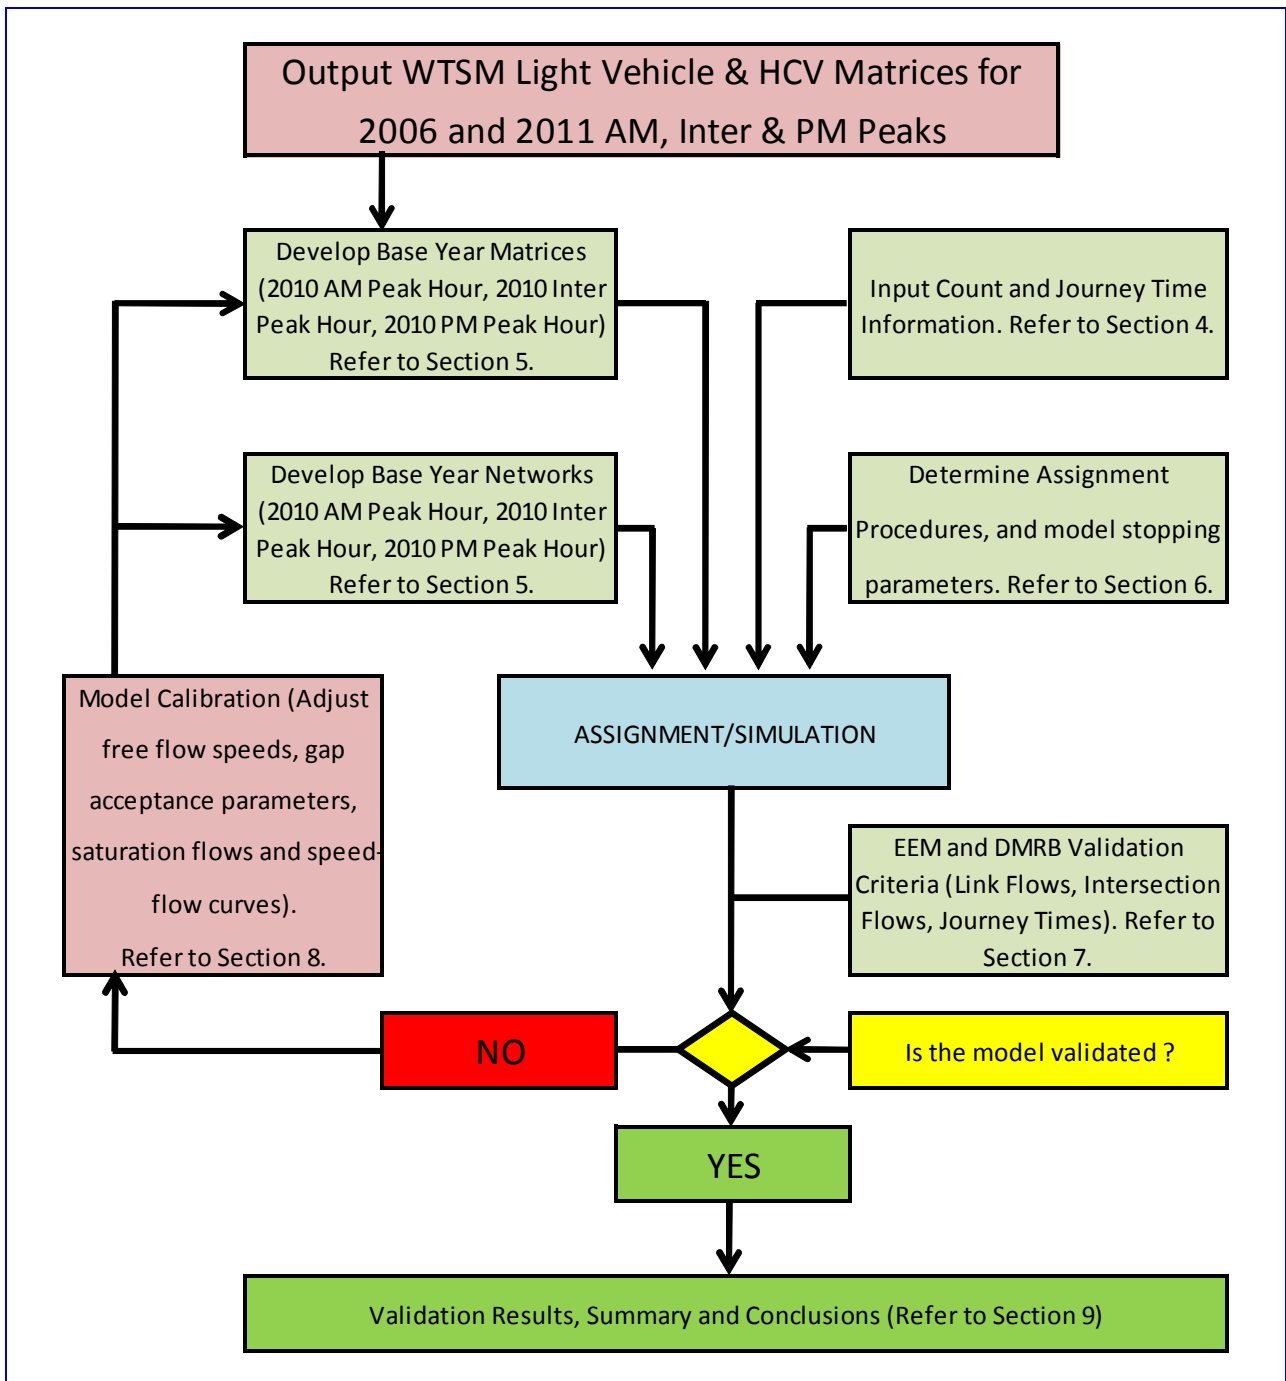 Output WTSM Light Vehicle & HCV Matrices for
2006 and 2011 AM, Inter & PM Peaks
Develop Base Year Matrices
(2010 AM Peak Hour, 2010 Inter
Peak Hour, 2010 PM Peak Hour)
Refer to Section 5.
Input Count and Journey Time
Information. Refer to Section 4.
Develop Base Year Networks
(2010 AM Peak Hour, 2010 Inter
Peak Hour, 2010 PM Peak Hour)
Refer to Section 5.
Determine Assignment
Procedures, and model stopping
parameters. Refer to Section 6.
Model Calibration (Adjust
free flow speeds, gap
acceptance parameters,
saturation flows and speed-
flow curves).
Refer to Section 8.
ASSIGNMENT/SIMULATION
EEM and DMRB Validation
Criteria (Link Flows, Intersection
Flows, Journey Times). Refer to
Section 7.
NO
Is the model validated ?
YES
Validation Results, Summary and Conclusions (Refer to Section 9)